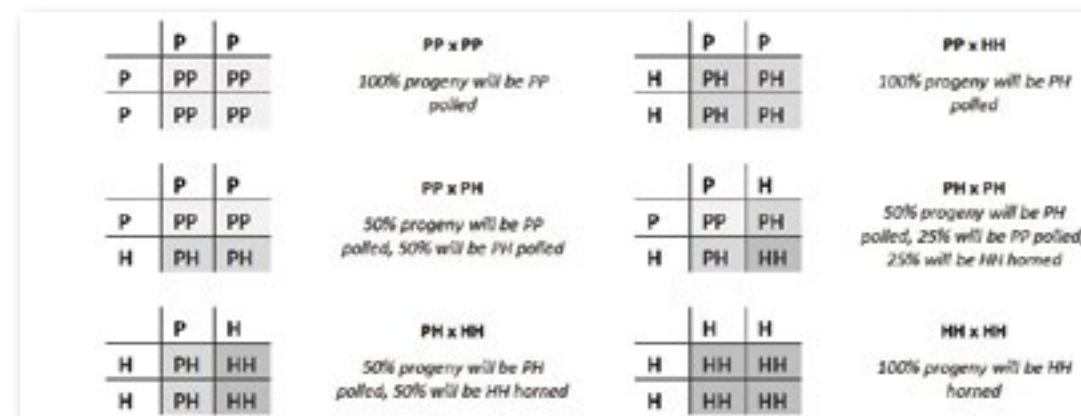 P P
P PP PP
P PP PP
PP x PP
100% progeny will be PP
polled
P P
H PH PH
H PH PH
PP x HH
100% progeny will be PH
polled
P P
P PP PP
H PH PH
PP x PH
50% progeny will be PP
polled, 50% will be PH polled
P H
P PP PH
H PH HH
PH x PH
50% progeny will be PH
polled, 25% will be PP polled
25% will be HH horned
P H
H PH HH
H PH HH
PH x HH
50% progeny will be PH
polled, 50% will be HH horned
H H
H HH HH
H HH HH
HH x HH
100% progeny will be HH
horned